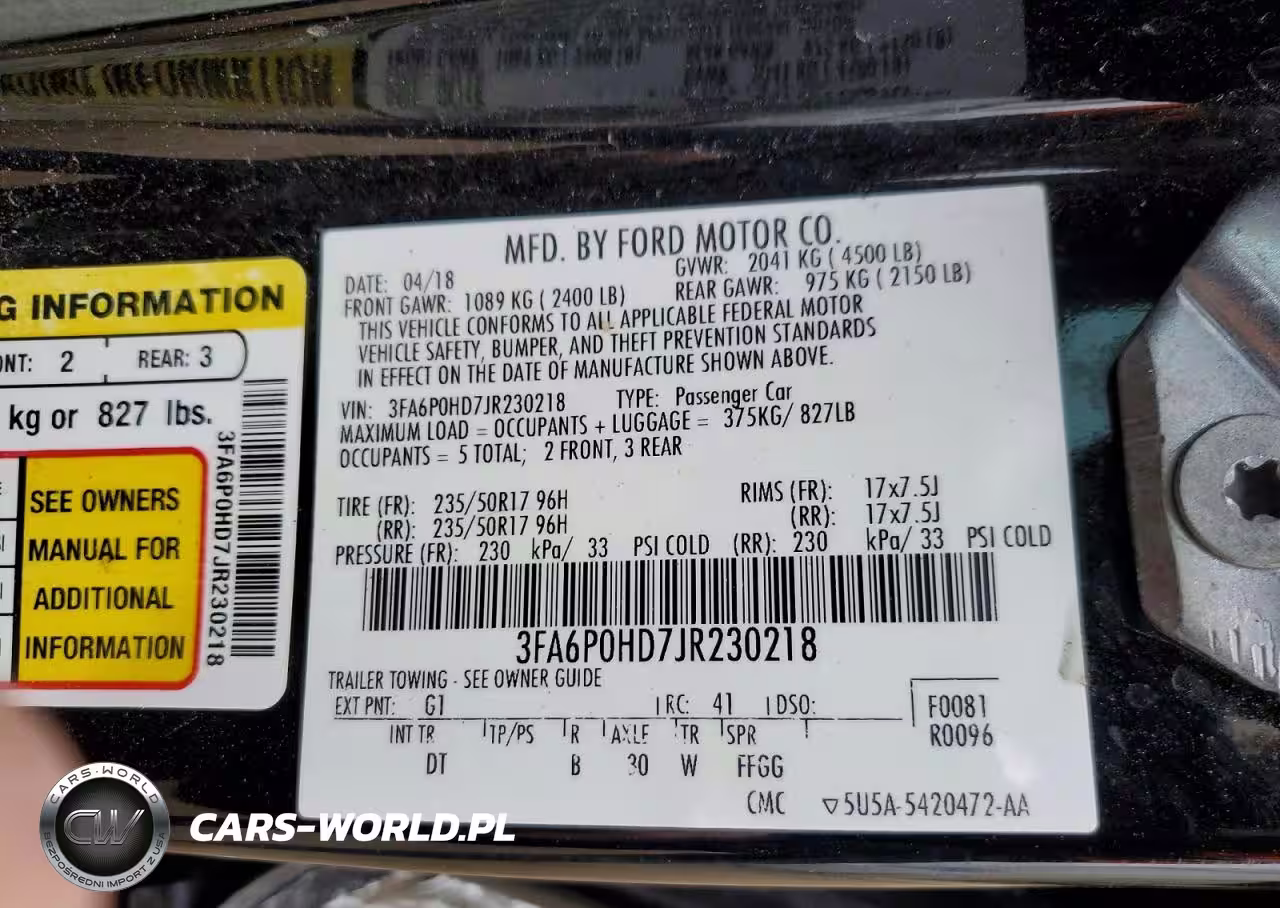 G INFORMATION
NT: 2 REAR: 3
kg or 827 lbs.
SEE OWNERS
MANUAL FOR
ADDITIONAL
INFORMATION
3FA6P0HD7JR230218
MFD. BY FORD MOTOR CO.
DATE: 04/18 GVWR: 2041 KG ( 4500 LB)
FRONT GAWR: 1089 KG ( 2400 LB) REAR GAWR: 975 KG ( 2150 LB)
THIS VEHICLE CONFORMS TO ALL APPLICABLE FEDERAL MOTOR
VEHICLE SAFETY, BUMPER, AND THEFT PREVENTION STANDARDS
IN EFFECT ON THE DATE OF MANUFACTURE SHOWN ABOVE.
VIN: 3FA6P0HD7JR230218 TYPE: Passenger Car
MAXIMUM LOAD = OCCUPANTS + LUGGAGE = 375KG/ 827LB
OCCUPANTS = 5 TOTAL; 2 FRONT, 3 REAR
TIRE (FR): 235/50R17 96H RIMS (FR): 17x7.5J
(RR): 235/50R17 96H (RR): 17x7.5J
PRESSURE (FR): 230 kPa/ 33 PSI COLD (RR): 230 kPa/ 33 PSI COLD
3FA6P0HD7JR230218
TRAILER TOWING - SEE OWNER GUIDE
EXT PNT: G1 RC: 41 DSO: F0081
R0096
INT TR TP/PS R AXLE TR SPR
DT B 30 W FFGG
CMC ▽5U5A-5420472-AA
CARS-WORLD
CW
BEZPOŚREDNI IMPORT Z USA
CARS-WORLD.PL